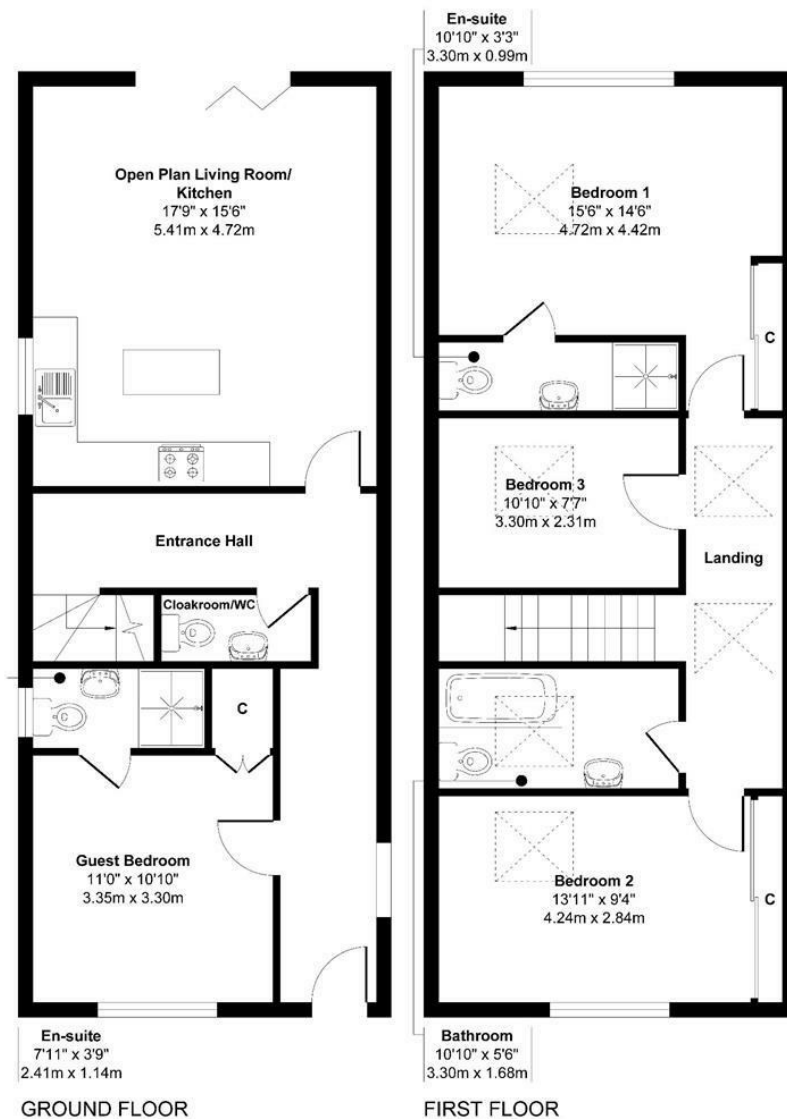 En-suite
10'10" x 3'3"
3.30m x 0.99m
Open Plan Living Room/
Kitchen
17'9" x 15'6"
5.41m x 4.72m
Entrance Hall
Cloakroom/WC
C
Guest Bedroom
11'0" x 10'10"
3.35m x 3.30m
En-suite
7'11" x 3'9"
2.41m x 1.14m
GROUND FLOOR
Bedroom 1
15'6" x 14'6"
4.72m x 4.42m
C
Bedroom 3
10'10" x 7'7"
3.30m x 2.31m
Landing
Bedroom 2
13'11" x 9'4"
4.24m x 2.84m
C
Bathroom
10'10" x 5'6"
3.30m x 1.68m
FIRST FLOOR